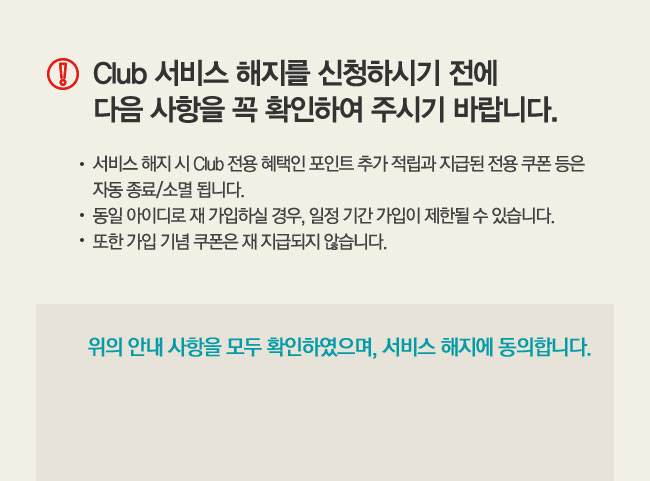 Club 서비스 해지를 신청하시기 전에
다음 사항을 꼭 확인하여 주시기 바랍니다.
• 서비스 해지 시 Club 전용 혜택인 포인트 추가 적립과 지급된 전용 쿠폰 등은
자동 종료/소멸 됩니다.
• 동일 아이디로 재 가입하실 경우, 일정 기간 가입이 제한될 수 있습니다.
• 또한 가입 기념 쿠폰은 재 지급되지 않습니다.
위의 안내 사항을 모두 확인하였으며, 서비스 해지에 동의합니다.